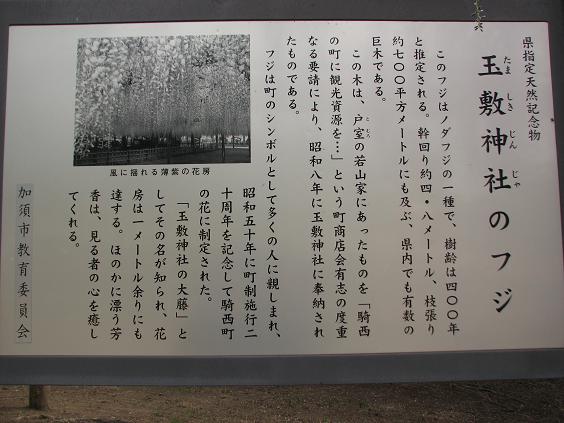 県指定天然記念物
玉敷神社のフジ
たま しき じん じゃ
このフジはノダフジの一種で、樹齢は四〇〇年
と推定される。幹回り約四・八メートル、枝張り
約七〇〇平方メートルにも及ぶ、県内でも有数の
巨木である。
この木は、戸室の若山家にあったものを「騎西
とむろ
の町に観光資源を…」という町商店会有志の度重
なる要請により、昭和八年に玉敷神社に奉納され
たものである。
フジは町のシンボルとして多くの人に親しまれ、
昭和五十年に町制施行二
十周年を記念して騎西町
の花に制定された。
「玉敷神社の大藤」と
してその名が知られ、花
房は一メートル余りにも
達する。ほのかに漂う芳
香は、見る者の心を癒し
てくれる。
風に揺れる薄紫の花房
加須市教育委員会